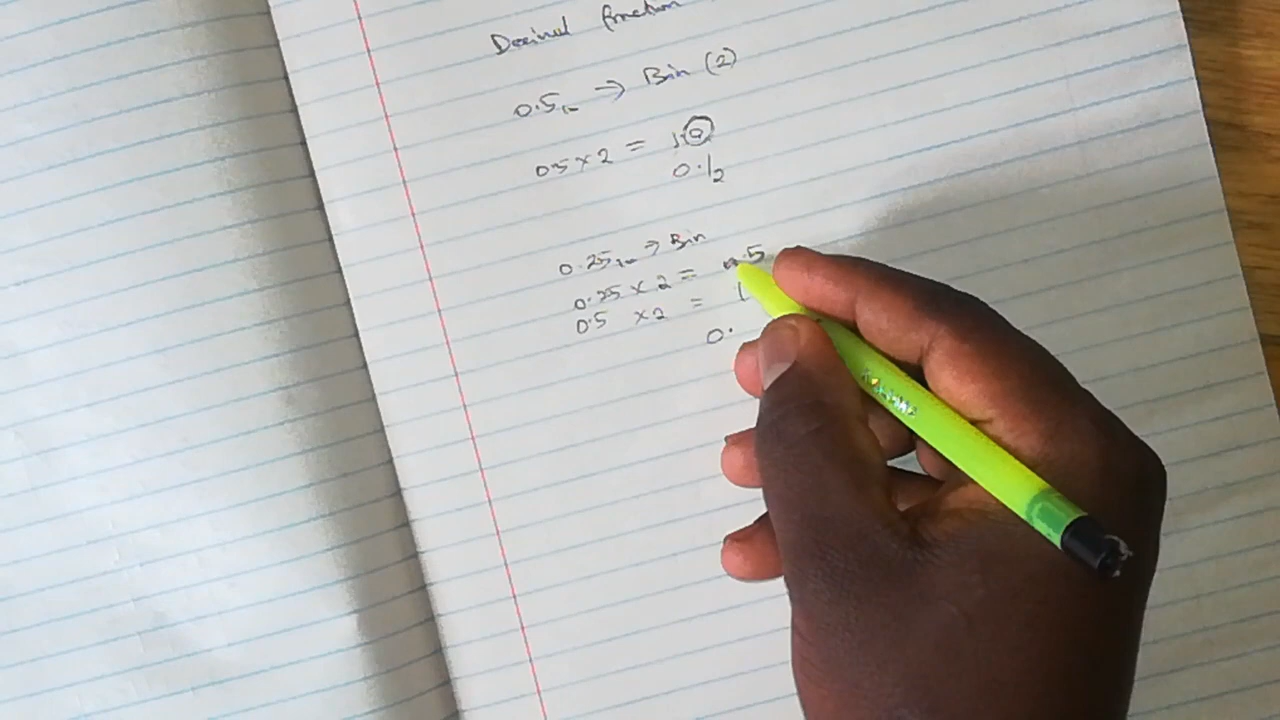 Decimal fraction
0.5₁₀ → Bin (2)
0.5 × 2 = 1.0
0.1₂
0.25₁₀ → Bin
0.25 × 2 = 0.5
0.5 × 2 = 1
0.